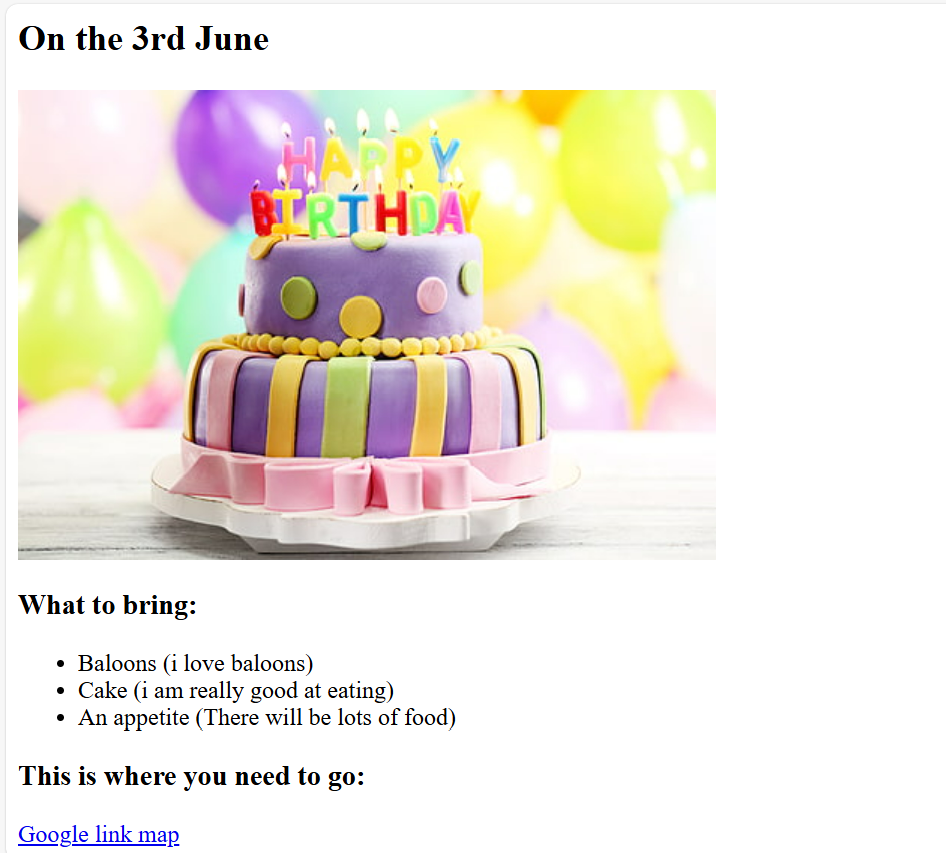 On the 3rd June
HAPPY
BIRTHDAY
What to bring:
Baloons (i love baloons)
Cake (i am really good at eating)
An appetite (There will be lots of food)
This is where you need to go:
Google link map